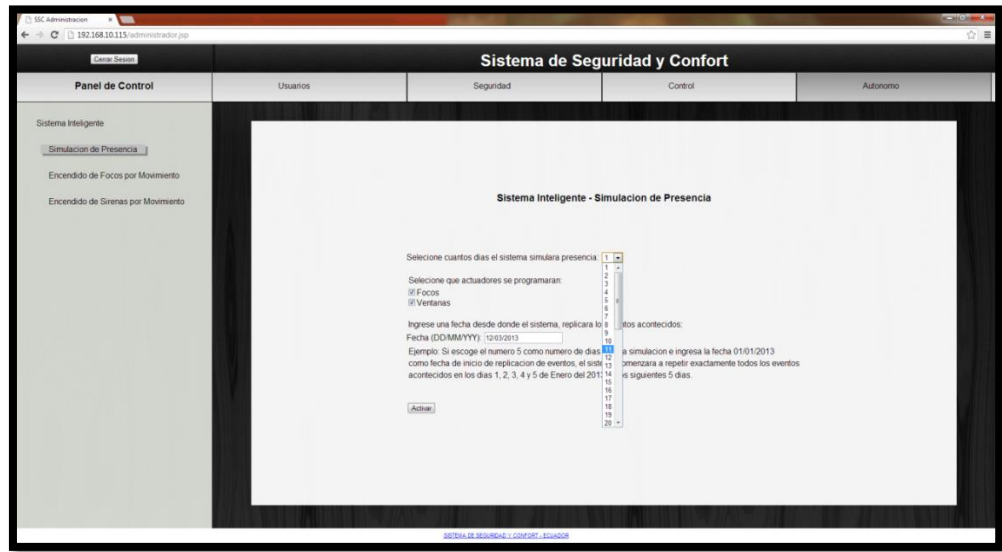 SSC Administracion
192.168.10.115/administrador.jsp
Cerrar Sesion
Sistema de Seguridad y Confort
Panel de Control
Usuarios
Seguridad
Control
Autonomo
Sistema Inteligente
Simulacion de Presencia
Encendido de Focos por Movimiento
Encendido de Sirenas por Movimiento
Sistema Inteligente - Simulacion de Presencia
Selecione cuantos dias el sistema simulara presencia: 1
1
2
3
4
5
6
7
8
9
10
11
12
13
14
15
16
17
18
19
20
Selecione que actuadores se programaran:
Focos
Ventanas
Ingrese una fecha desde donde el sistema, replicara tos acontecidos:
Fecha (DD/MM/YYY): 12/03/2013
Ejemplo: Si escoge el numero 5 como numero de dias a simulacion e ingresa la fecha 01/01/2013
como fecha de inicio de replicacion de eventos, el omenzara a repetir exactamente todos los eventos
acontecidos en los dias 1, 2, 3, 4 y 5 de Enero del siguientes 5 dias.
Activar
SISTEMA DE SEGURIDAD Y CONFORT - ECUADOR